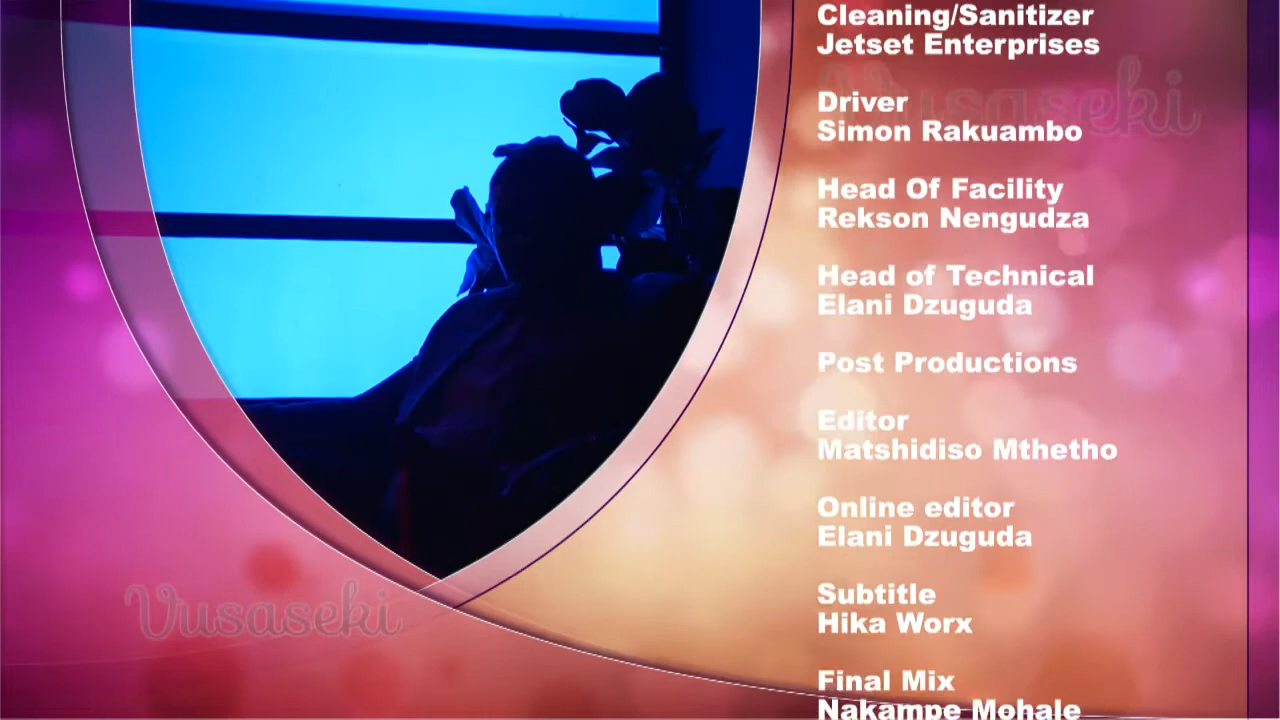 Cleaning/Sanitizer
Jetset Enterprises
Vusaseki
Driver
Simon Rakuambo
Head Of Facility
Rekson Nengudza
Head of Technical
Elani Dzuguda
Post Productions
Editor
Matshidiso Mthetho
Online editor
Elani Dzuguda
Subtitle
Hika Worx
Vusaseki
Final Mix
Nakampe Mohale